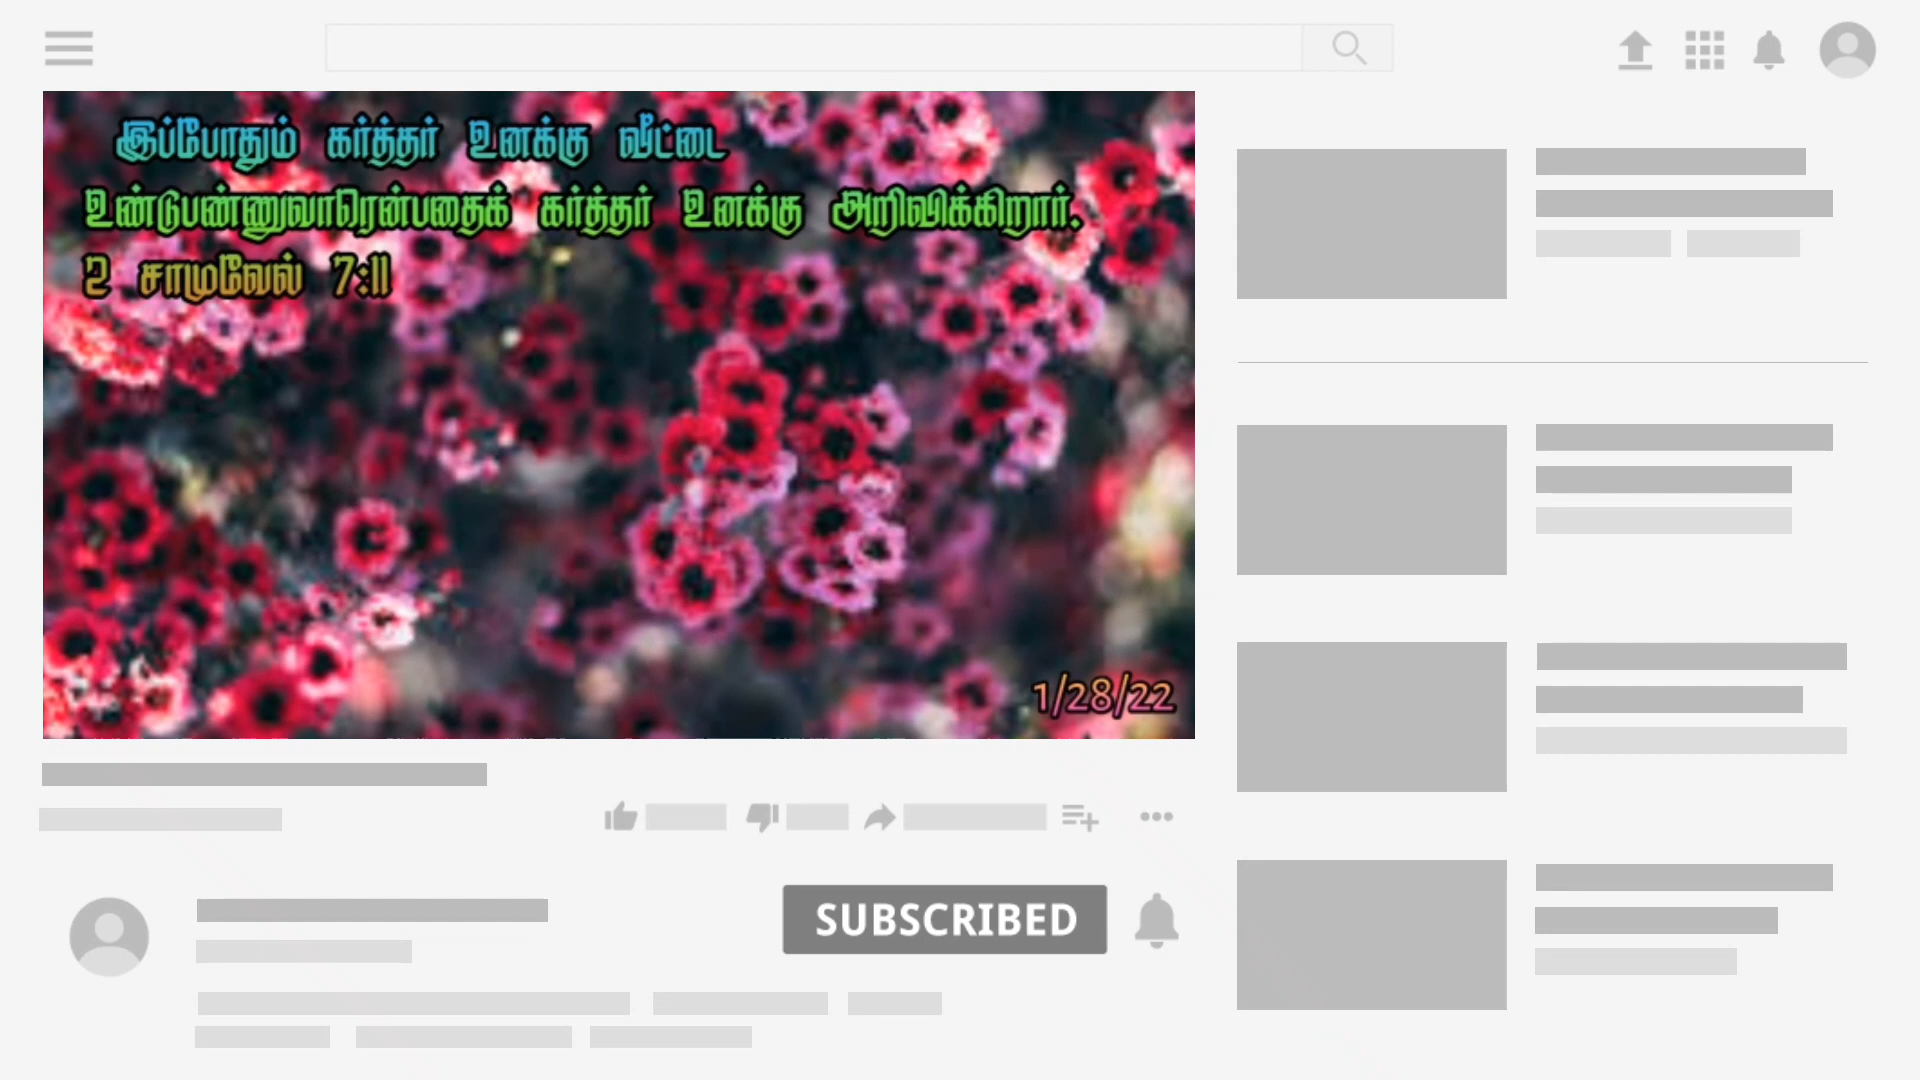 இப்போதும் கர்த்தர் உனக்கு வீட்டை
உண்டுபண்ணுவாரென்பதைக் கர்த்தர் உனக்கு அறிவிக்கிறார்.
2 சாமுவேல் 7:11
1/28/22
SUBSCRIBED